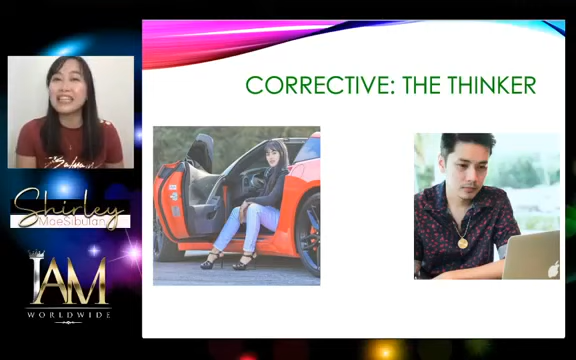 CORRECTIVE: THE THINKER
Shirley
MaeSibulan
IAM
WORLDWIDE